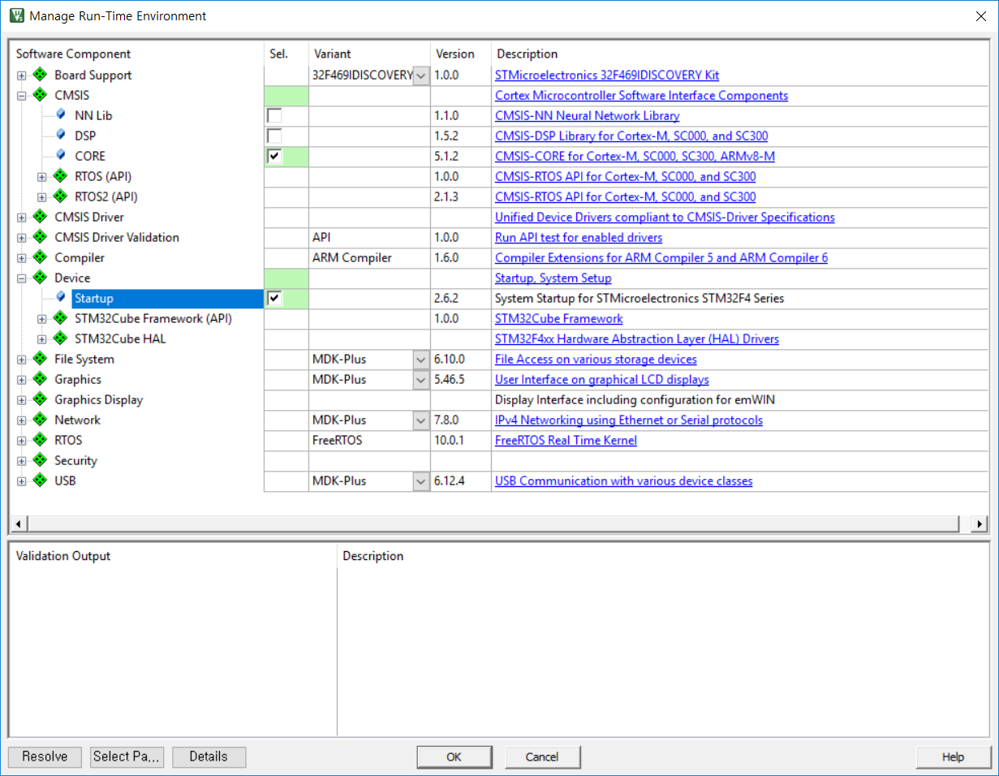 Manage Run-Time Environment
Software Component Sel. Variant Version Description
Board Support 32F469IDISCOVERY 1.0.0 STMicroelectronics 32F469IDISCOVERY Kit
CMSIS Cortex Microcontroller Software Interface Components
NN Lib 1.1.0 CMSIS-NN Neural Network Library
DSP 1.5.2 CMSIS-DSP Library for Cortex-M, SC000, and SC300
CORE 5.1.2 CMSIS-CORE for Cortex-M, SC000, SC300, ARMv8-M
RTOS (API) 1.0.0 CMSIS-RTOS API for Cortex-M, SC000, and SC300
RTOS2 (API) 2.1.3 CMSIS-RTOS API for Cortex-M, SC000, and SC300
CMSIS Driver Unified Device Drivers compliant to CMSIS-Driver Specifications
CMSIS Driver Validation API 1.0.0 Run API test for enabled drivers
Compiler ARM Compiler 1.6.0 Compiler Extensions for ARM Compiler 5 and ARM Compiler 6
Device Startup, System Setup
Startup 2.6.2 System Startup for STMicroelectronics STM32F4 Series
STM32Cube Framework (API) 1.0.0 STM32Cube Framework
STM32Cube HAL STM32F4xx Hardware Abstraction Layer (HAL) Drivers
File System MDK-Plus 6.10.0 File Access on various storage devices
Graphics MDK-Plus 5.46.5 User Interface on graphical LCD displays
Graphics Display Display Interface including configuration for emWIN
Network MDK-Plus 7.8.0 IPv4 Networking using Ethernet or Serial protocols
RTOS FreeRTOS 10.0.1 FreeRTOS Real Time Kernel
Security
USB MDK-Plus 6.12.4 USB Communication with various device classes
Validation Output Description
Resolve Select Pa... Details OK Cancel Help